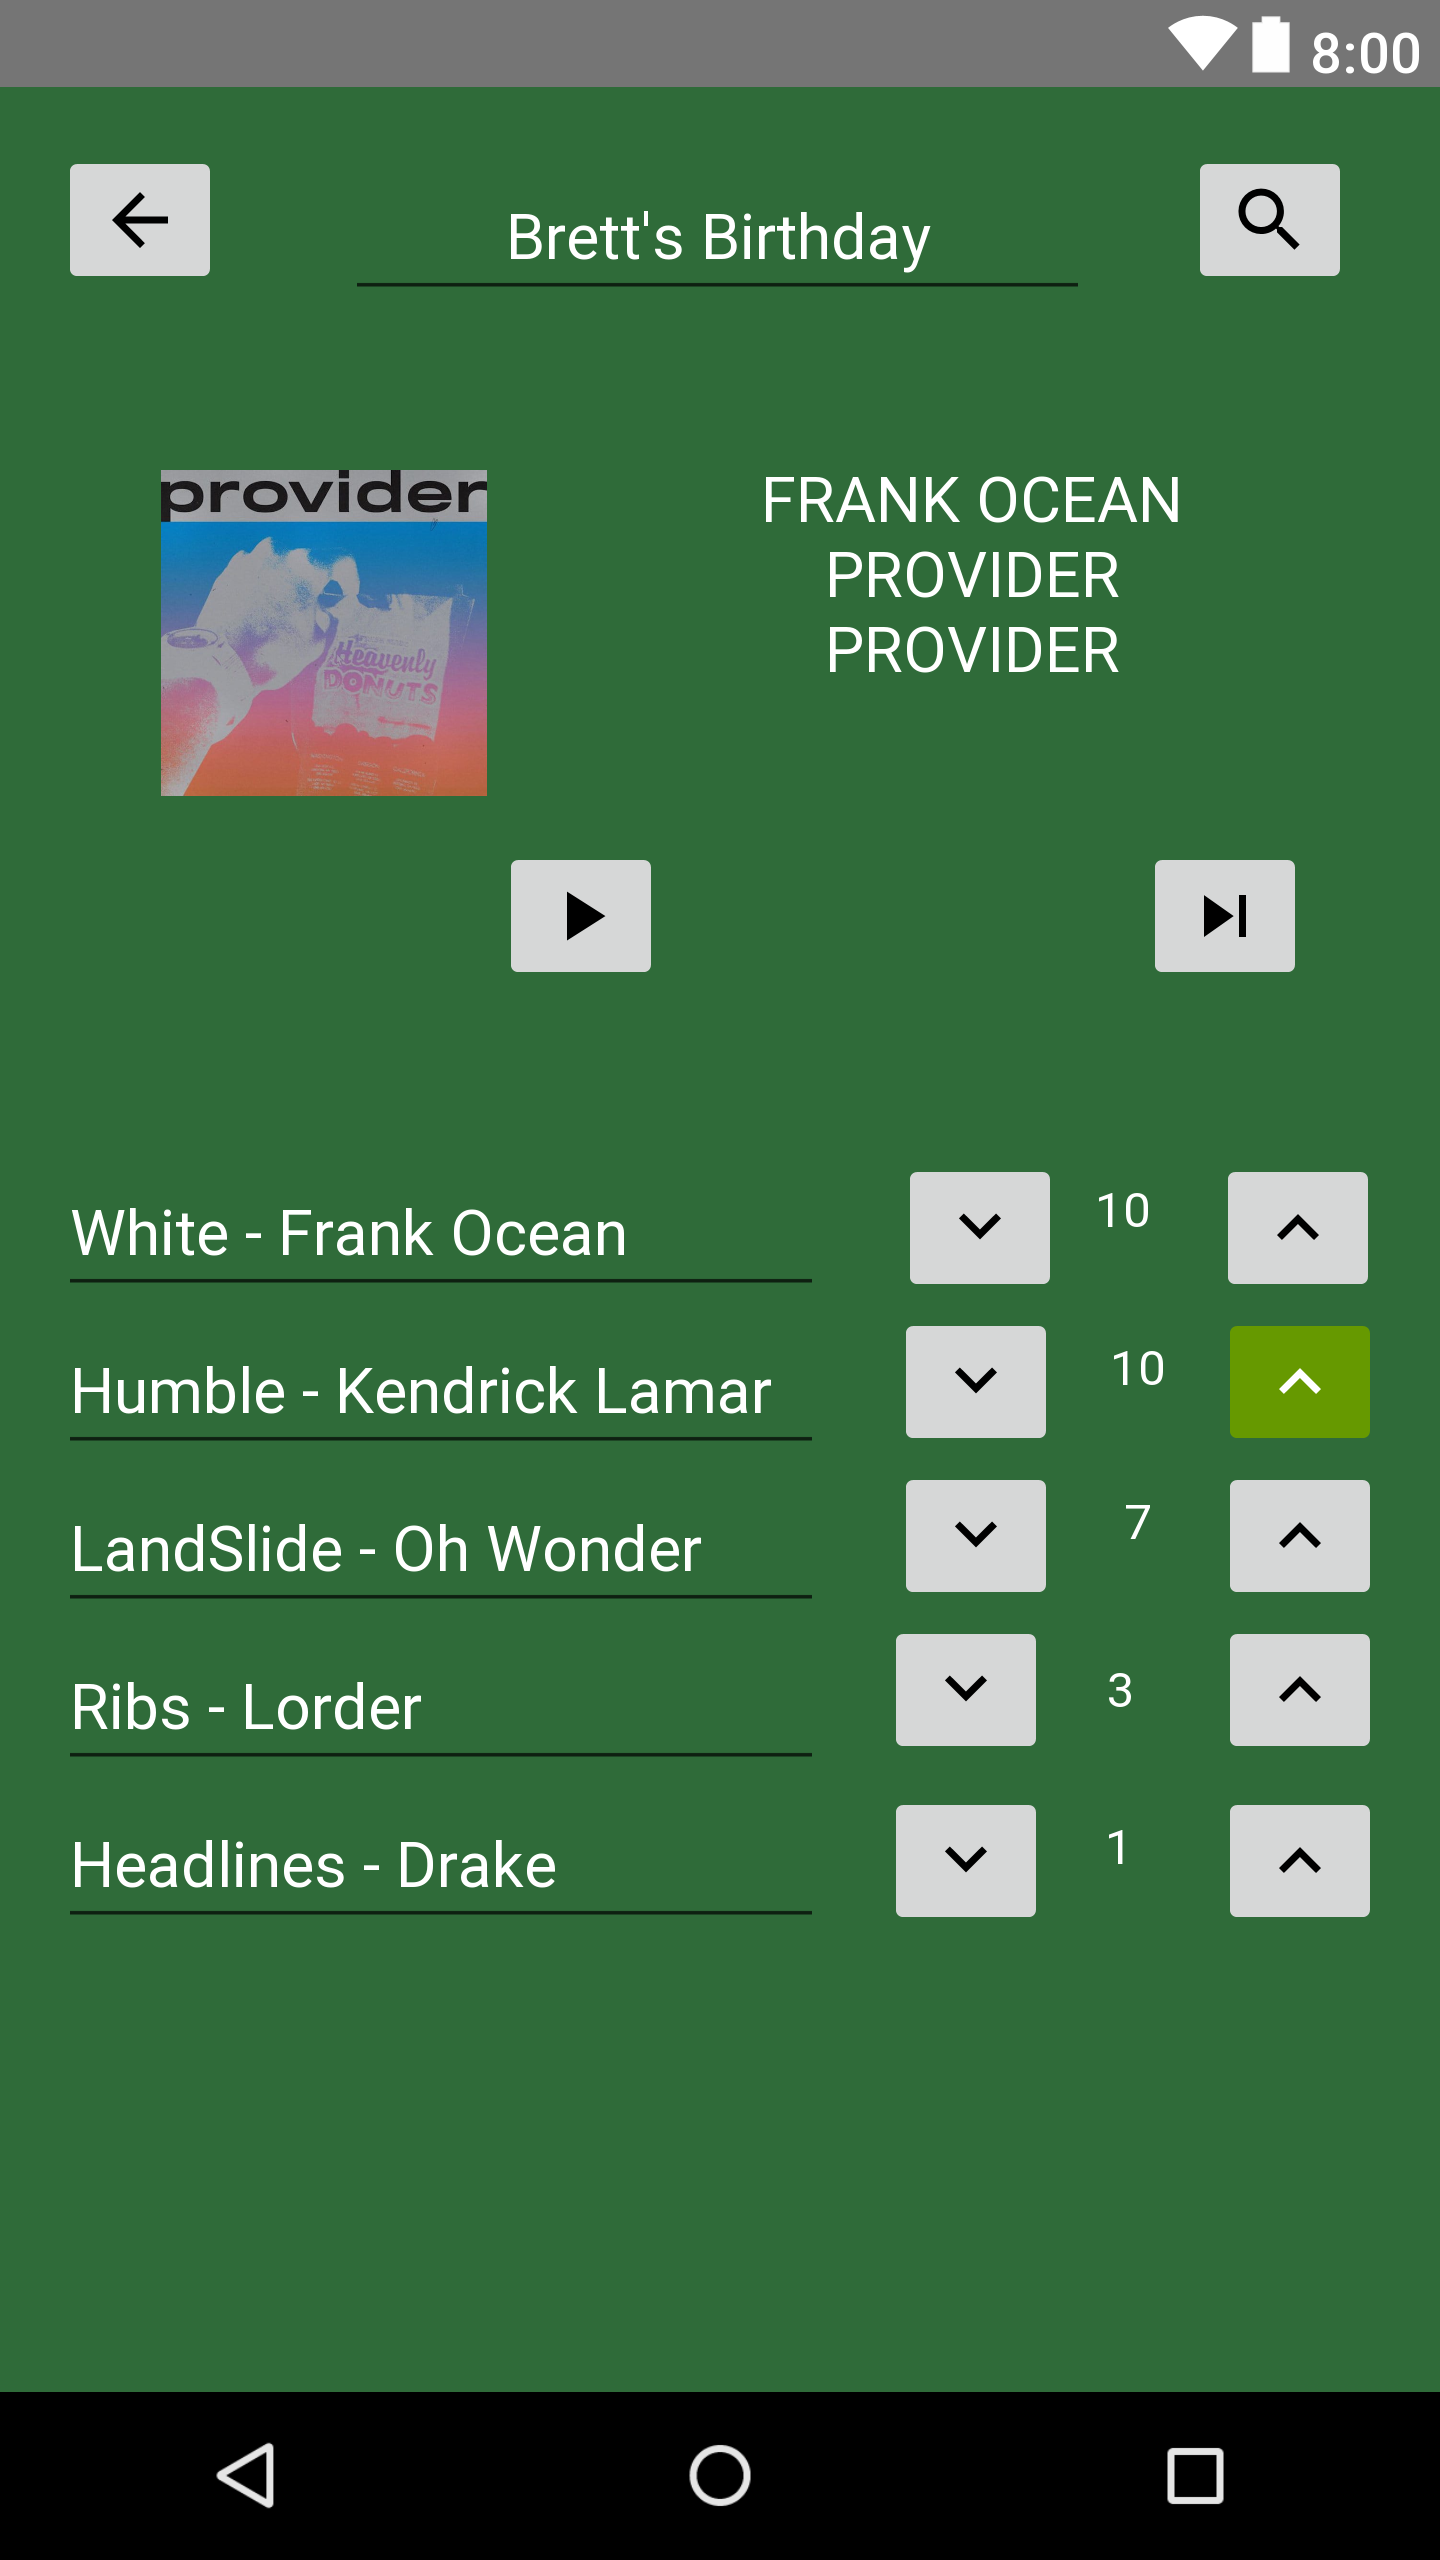 8:00
Brett's Birthday
provider
Heavenly
DONUTS
FRANK OCEAN
PROVIDER
PROVIDER
White - Frank Ocean
10
Humble - Kendrick Lamar
10
LandSlide - Oh Wonder
7
Ribs - Lorder
3
Headlines - Drake
1